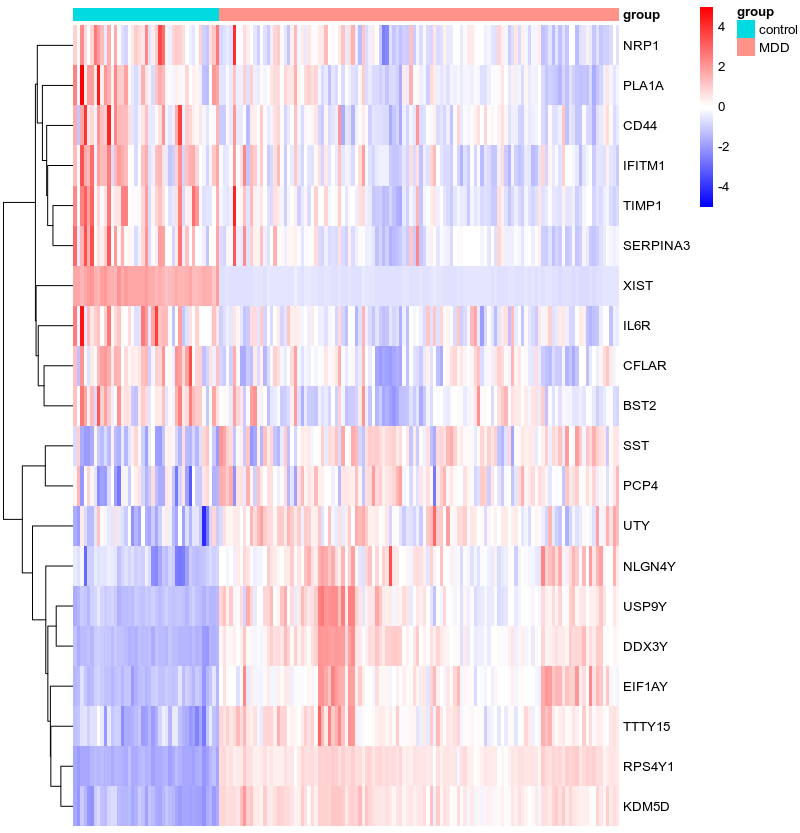 group
NRP1
PLA1A
CD44
IFITM1
TIMP1
SERPINA3
XIST
IL6R
CFLAR
BST2
SST
PCP4
UTY
NLGN4Y
USP9Y
DDX3Y
EIF1AY
TTTY15
RPS4Y1
KDM5D
4
2
0
-2
-4
group
control
MDD